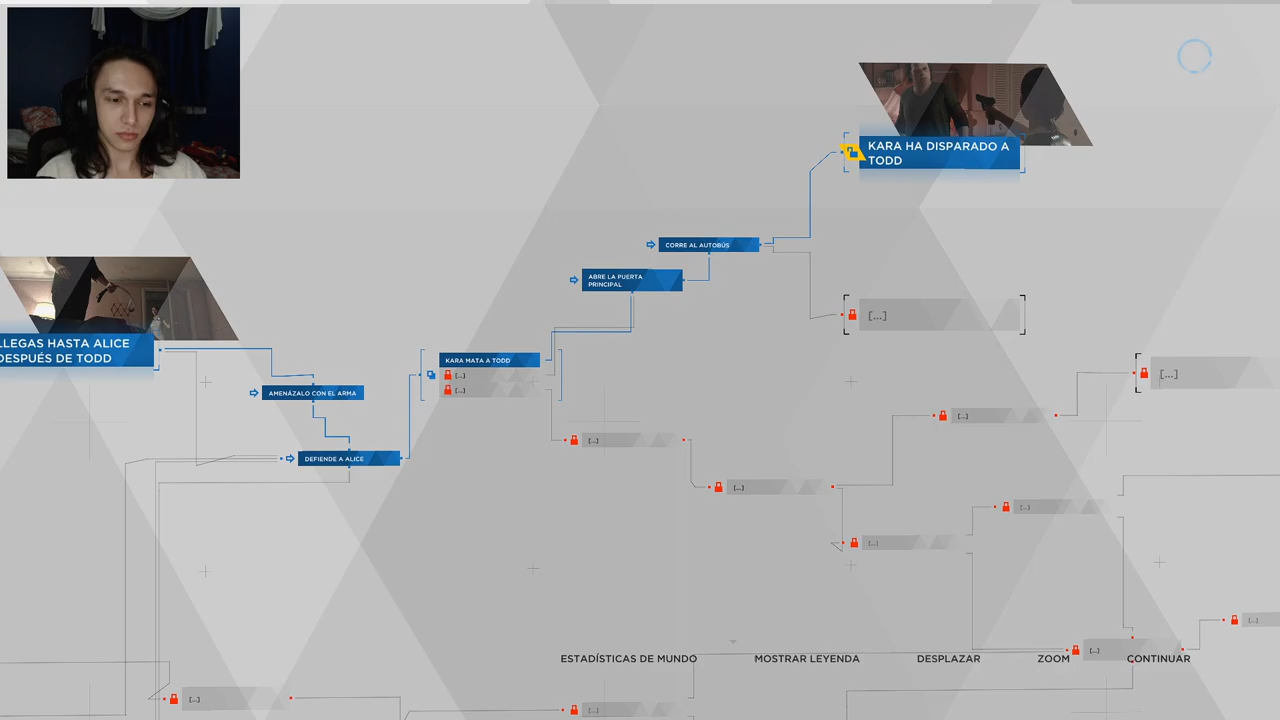 KARA HA DISPARADO A
TODD
CORRE AL AUTOBÚS
ABRE LA PUERTA
PRINCIPAL
[...]
LLEGAS HASTA ALICE
DESPUÉS DE TODD
KARA MATA A TODD
[...]
[...]
[...]
AMENÁZALO CON EL ARMA
[...]
[...]
DEFIENDE A ALICE
[...]
[...]
[...]
[...]
[...]
ESTADÍSTICAS DE MUNDO
MOSTRAR LEYENDA
DESPLAZAR
ZOOM
CONTINUAR
[...]
[...]